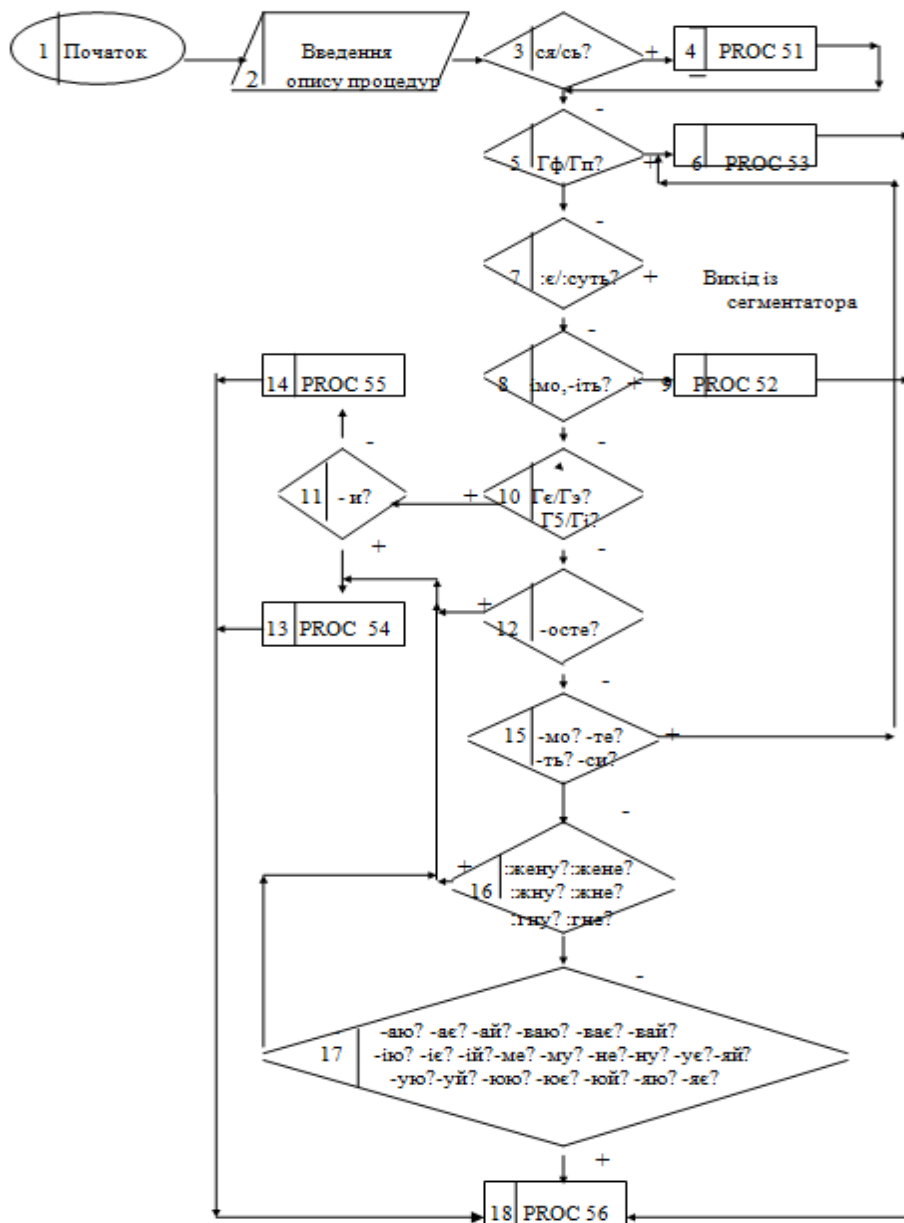 1 Початок
2 Введення
опису процедур
3 ся/сь? +
4 PROC 51
-
5 Гф/Гп? +
6 PROC 53
-
7 :є/:суть? +
Вихід із
сегментатора
-
8 імо,-іть? +
9 PROC 52
14 PROC 55
-
-
11 - и?
+
10 Гє/Гэ?
Г5/Гі?
+
-
12 -осте?
+
13 PROC 54
-
15 -мо? -те?
-ть? -си?
+
-
+
16 :жену?:жене?
:жну? :жне?
:гну? :гне?
-
17 -аю? -ає? -ай? -ваю? -ває? -вай?
-ію? -іє? -ій?-ме? -му? -не?-ну? -ує?-яй?
-ую?-уй? -юю? -ює? -юй? -яю? -яє?
+
18 PROC 56